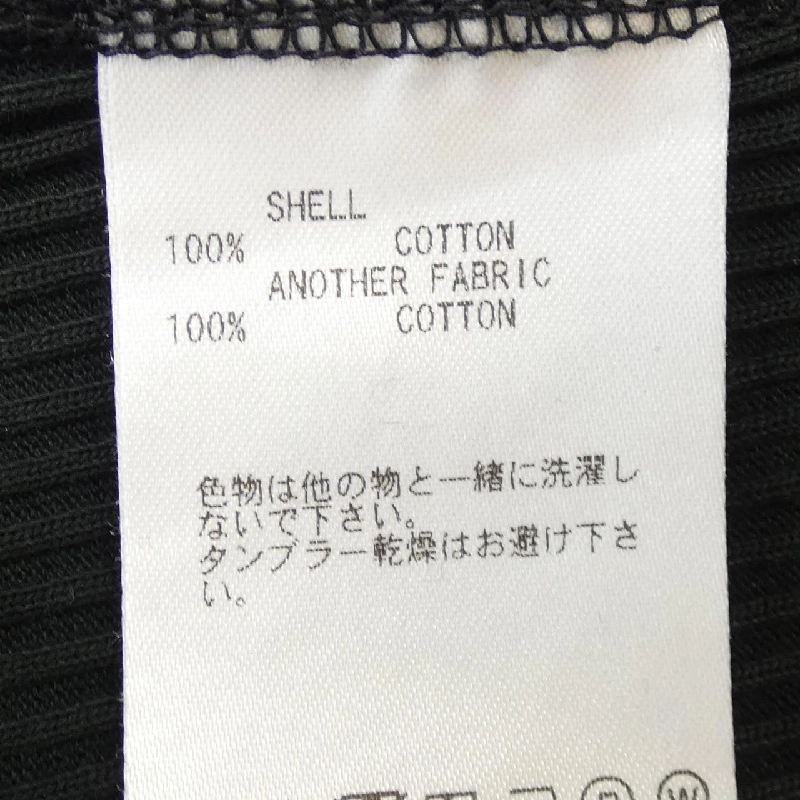 SHELL
100% COTTON
ANOTHER FABRIC
100% COTTON
色物は他の物と一緒に洗濯し
ないで下さい。
タンブラー乾燥はお避け下さ
い。
W